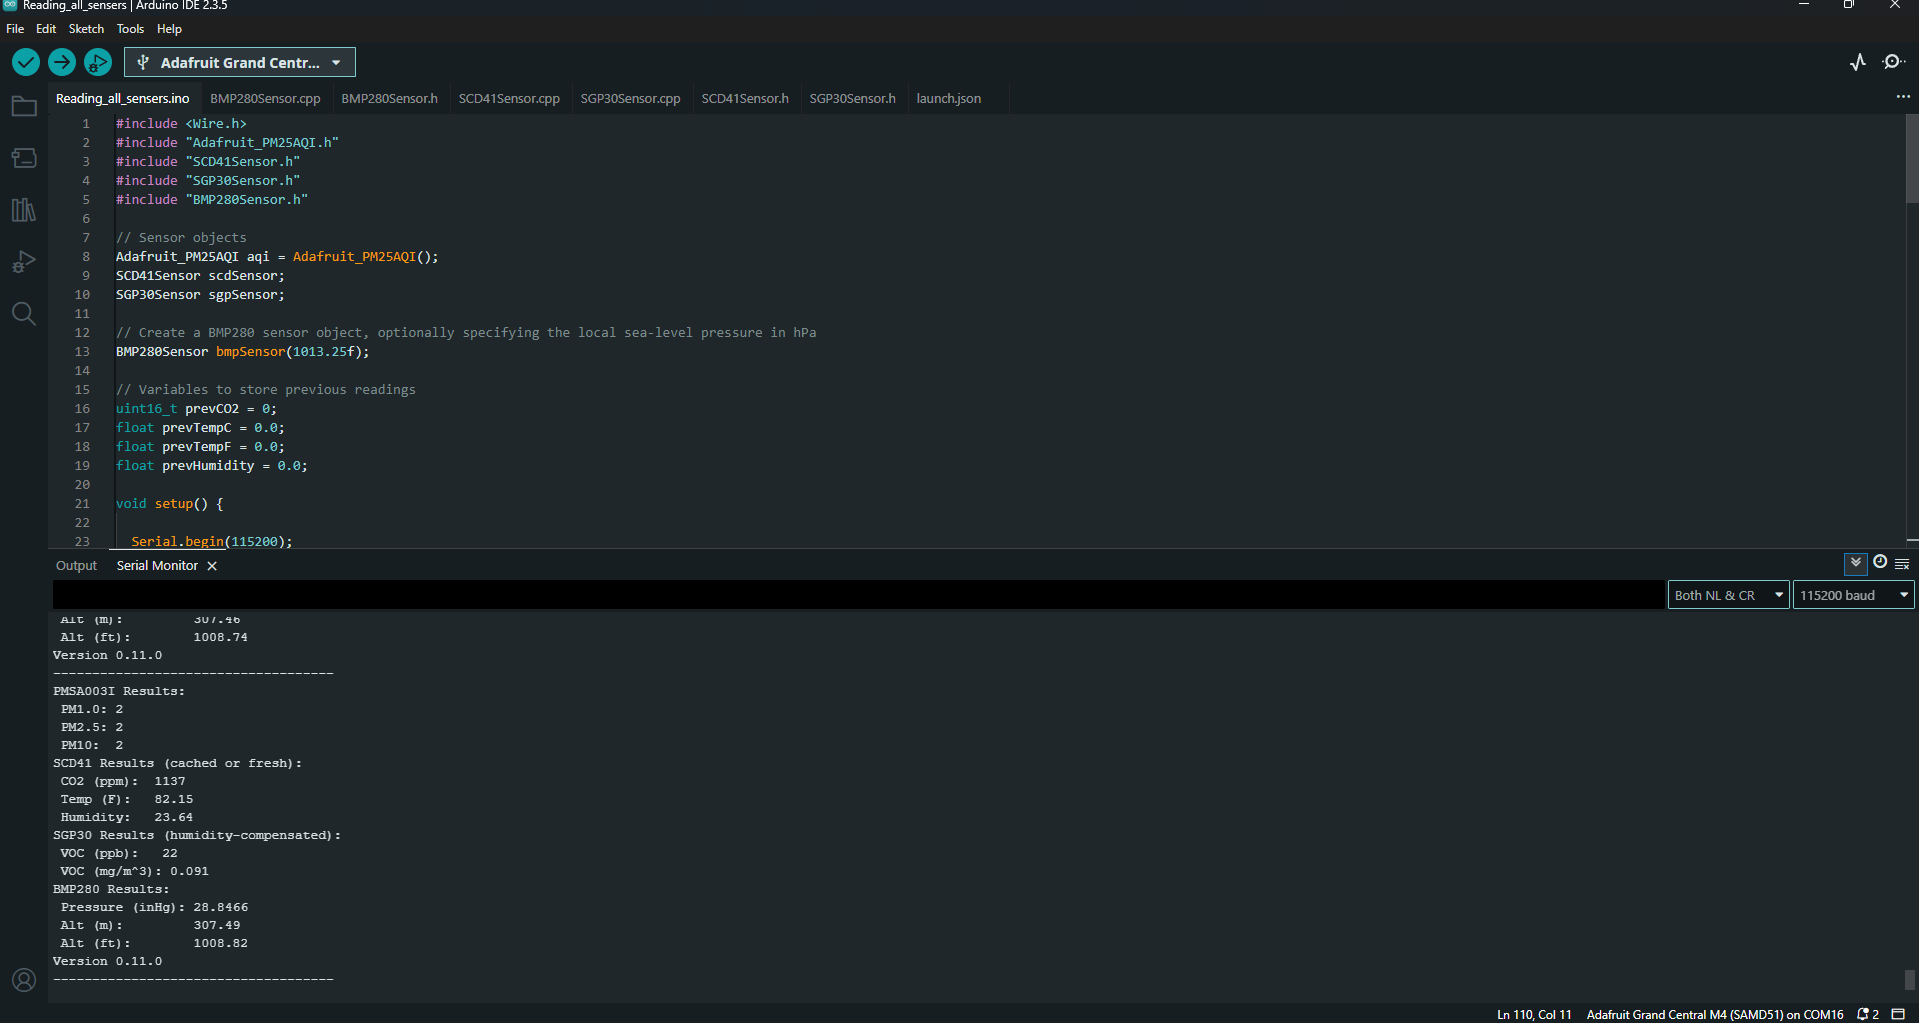 Reading_all_sensers | Arduino IDE 2.3.5
File Edit Sketch Tools Help
Adafruit Grand Centr...
Reading_all_sensers.ino BMP280Sensor.cpp BMP280Sensor.h SCD41Sensor.cpp SGP30Sensor.cpp SCD41Sensor.h SGP30Sensor.h launch.json
1 #include <Wire.h>
2 #include "Adafruit_PM25AQI.h"
3 #include "SCD41Sensor.h"
4 #include "SGP30Sensor.h"
5 #include "BMP280Sensor.h"
6
7 // Sensor objects
8 Adafruit_PM25AQI aqi = Adafruit_PM25AQI();
9 SCD41Sensor scdSensor;
10 SGP30Sensor sgpSensor;
11
12 // Create a BMP280 sensor object, optionally specifying the local sea-level pressure in hPa
13 BMP280Sensor bmpSensor(1013.25f);
14
15 // Variables to store previous readings
16 uint16_t prevCO2 = 0;
17 float prevTempC = 0.0;
18 float prevTempF = 0.0;
19 float prevHumidity = 0.0;
20
21 void setup() {
22
23 Serial.begin(115200);
Output Serial Monitor
Both NL & CR 115200 baud
Alt (m): 307.46
Alt (ft): 1008.74
Version 0.11.0
------------------------------------
PMSA003I Results:
PM1.0: 2
PM2.5: 2
PM10: 2
SCD41 Results (cached or fresh):
CO2 (ppm): 1137
Temp (F): 82.15
Humidity: 23.64
SGP30 Results (humidity-compensated):
VOC (ppb): 22
VOC (mg/m^3): 0.091
BMP280 Results:
Pressure (inHg): 28.8466
Alt (m): 307.49
Alt (ft): 1008.82
Version 0.11.0
------------------------------------
Ln 110, Col 11 Adafruit Grand Central M4 (SAMD51) on COM16 2